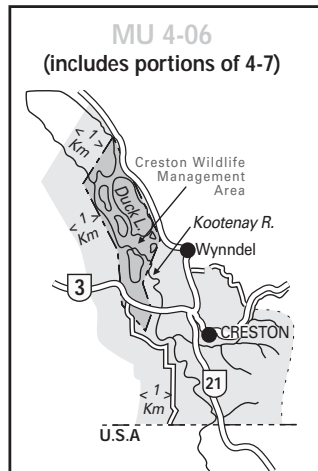 MU 4-06
(includes portions of 4-7)
< 1
Km >
Creston Wildlife
Management
Area
Duck L.
< 1
Km >
Kootenay R.
Wynndel
3
CRESTON
21
< 1
Km >
U.S.A